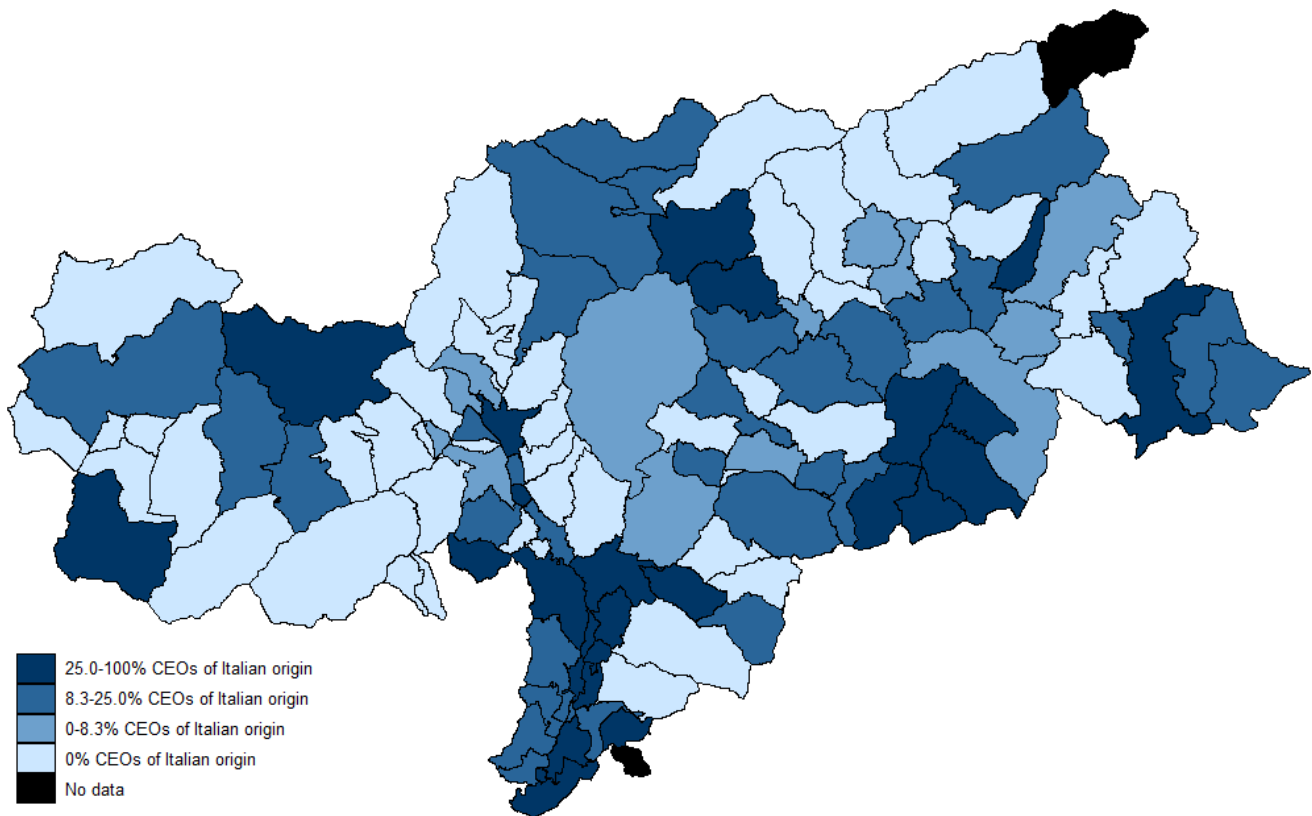 25.0-100% CEOs of Italian origin
8.3-25.0% CEOs of Italian origin
0-8.3% CEOs of Italian origin
0% CEOs of Italian origin
No data